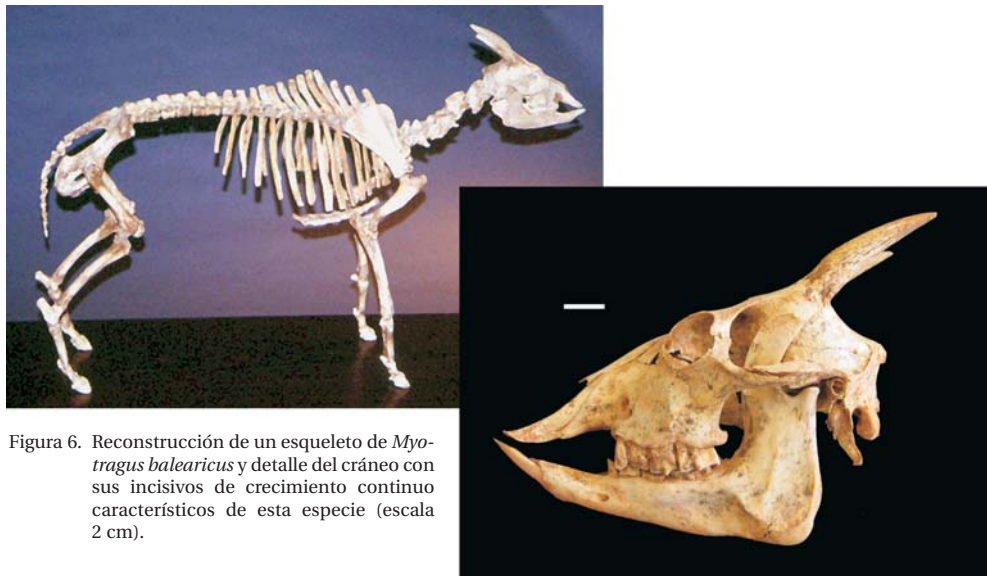 Figura 6. Reconstrucción de un esqueleto de Myo-
tragus balearicus y detalle del cráneo con
sus incisivos de crecimiento continuo
característicos de esta especie (escala
2 cm).